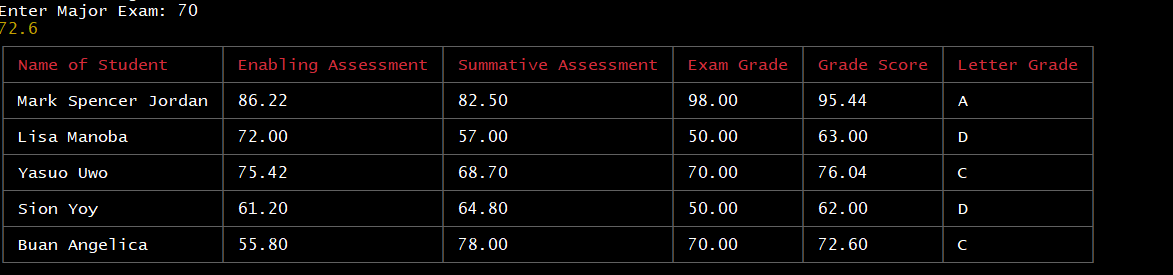 Enter Major Exam: 70
72.6
Name of Student Enabling Assessment Summative Assessment Exam Grade Grade Score Letter Grade
Mark Spencer Jordan 86.22 82.50 98.00 95.44 A
Lisa Manoba 72.00 57.00 50.00 63.00 D
Yasuo Uwo 75.42 68.70 70.00 76.04 C
Sion Yoy 61.20 64.80 50.00 62.00 D
Buan Angelica 55.80 78.00 70.00 72.60 C